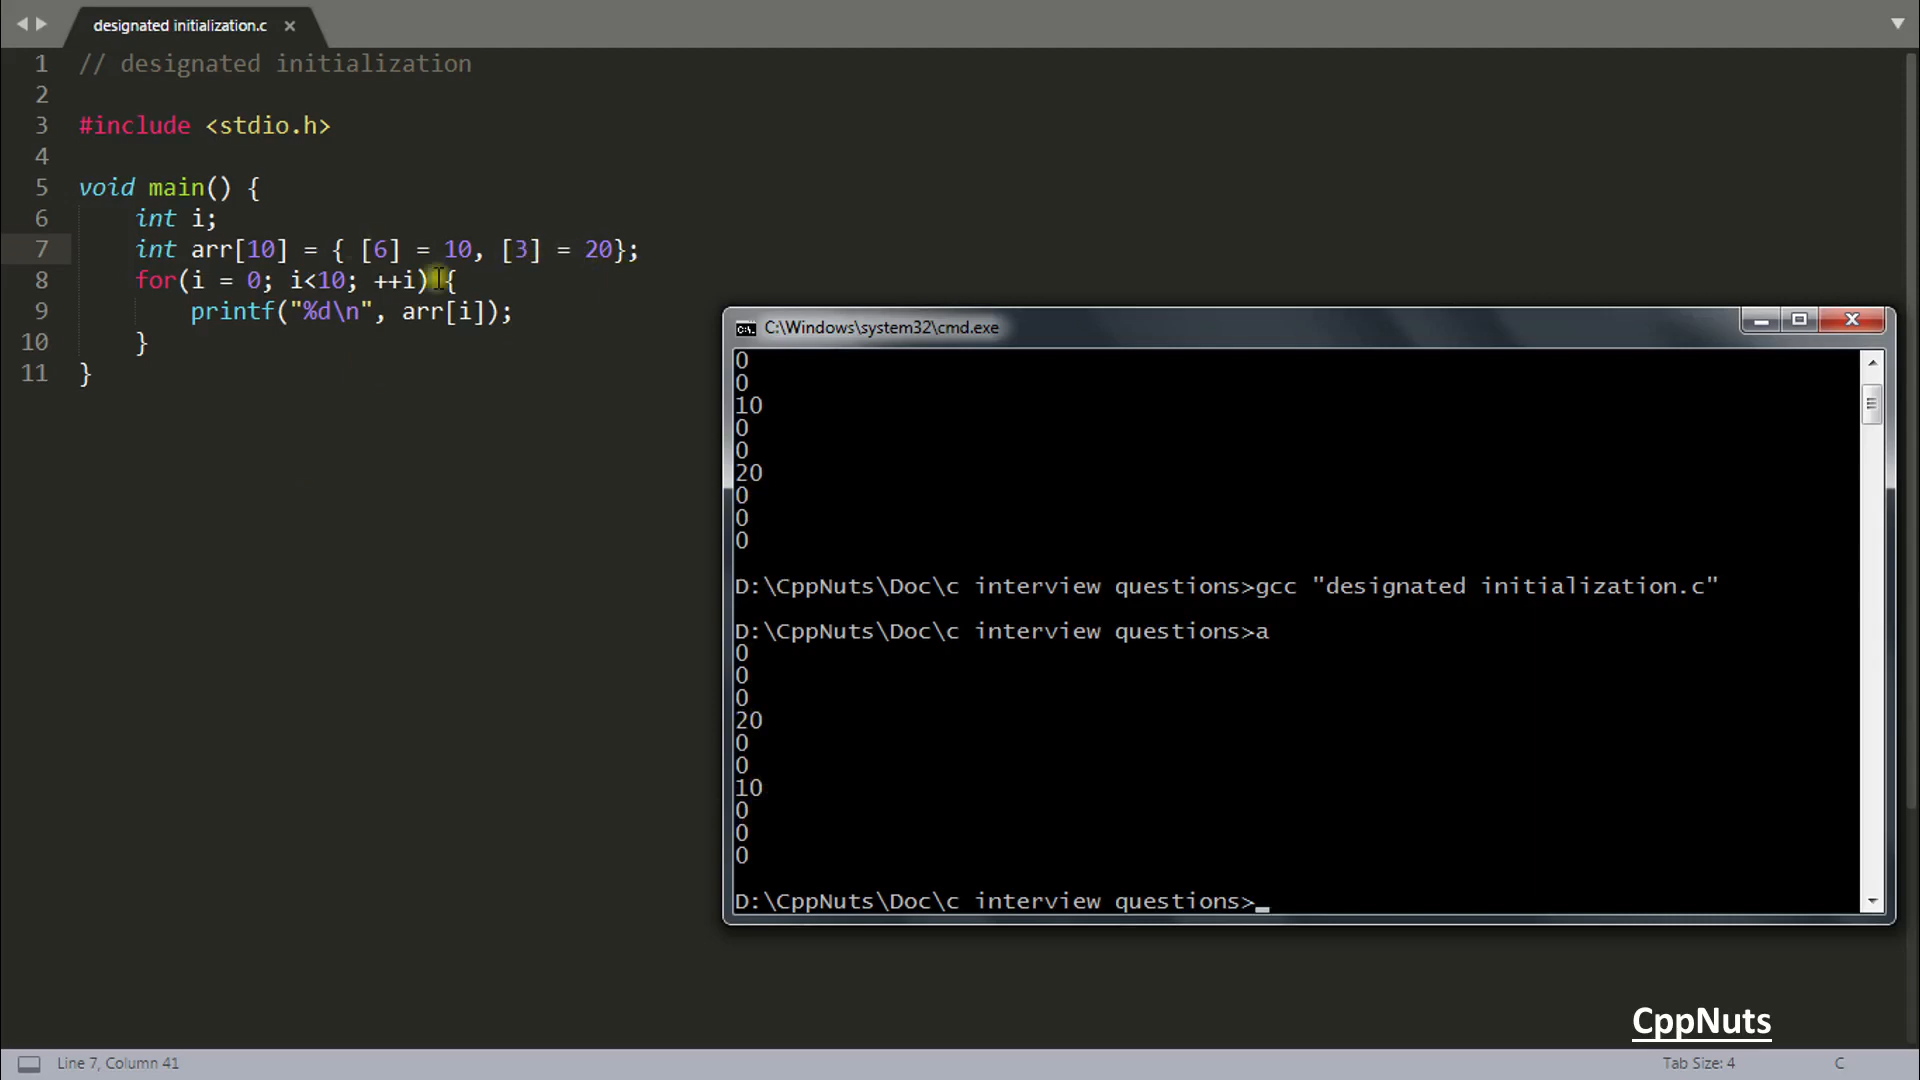 designated initialization.c ×
1 // designated initialization
2
3 #include <stdio.h>
4
5 void main() {
6     int i;
7     int arr[10] = { [6] = 10, [3] = 20};
8     for(i = 0; i<10; ++i) {
9         printf("%d\n", arr[i]);
10     }
11 }
C:\Windows\system32\cmd.exe
0
0
10
0
0
20
0
0
0
D:\CppNuts\Doc\c interview questions>gcc "designated initialization.c"
D:\CppNuts\Doc\c interview questions>a
0
0
0
20
0
0
10
0
0
0
D:\CppNuts\Doc\c interview questions>_
CppNuts
Line 7, Column 41
Tab Size: 4
C